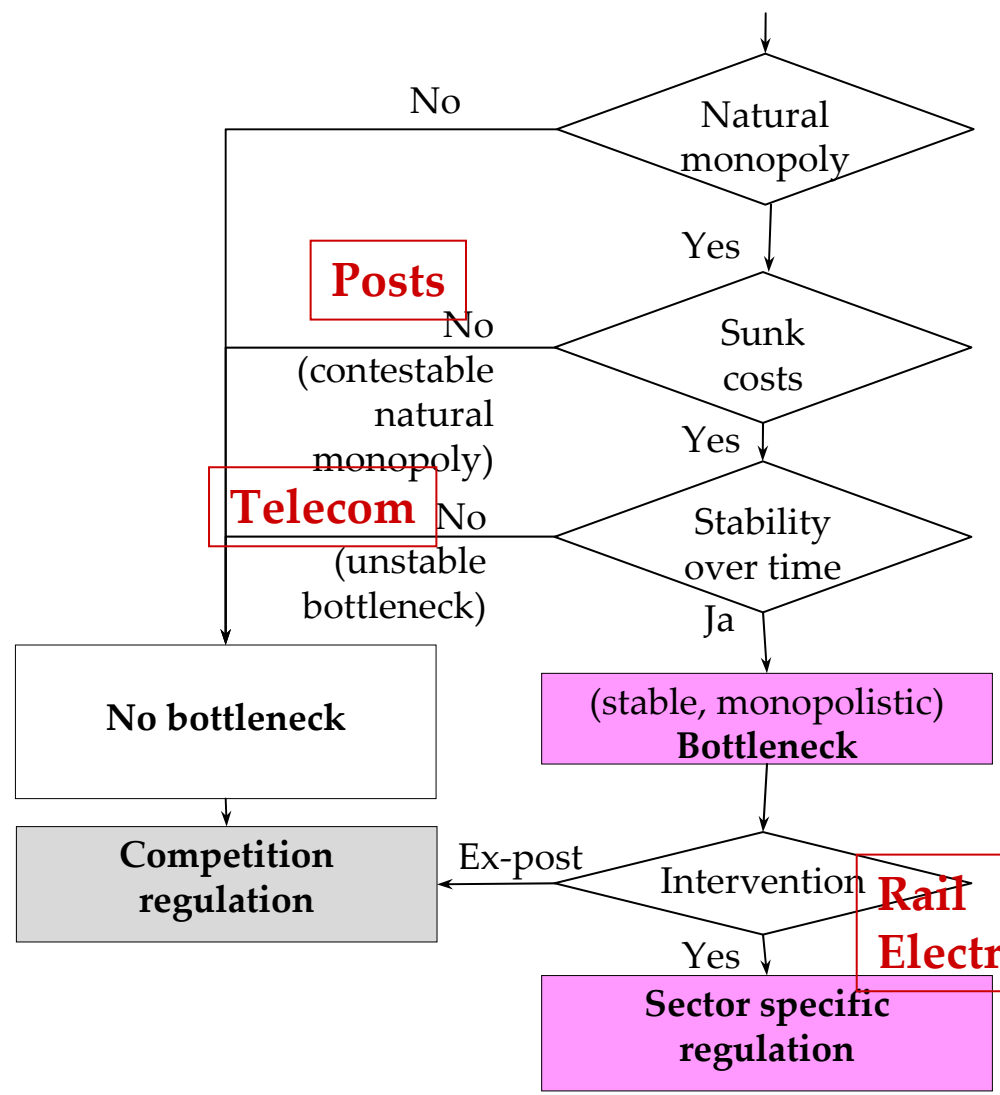 No
Natural
monopoly
Yes
Posts
No
(contestable
natural
monopoly)
Sunk
costs
Yes
Telecom
No
(unstable
bottleneck)
Stability
over time
Ja
No bottleneck
(stable, monopolistic)
Bottleneck
Competition
regulation
Ex-post
Intervention
Rail
Electr
Yes
Sector specific
regulation